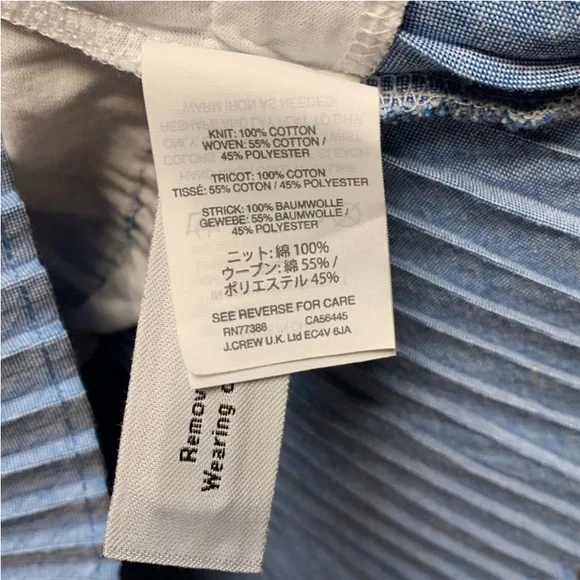 KNIT: 100% COTTON
WOVEN: 55% COTTON /
45% POLYESTER
TRICOT: 100% COTON
TISSÉ: 55% COTON / 45% POLYESTER
STRICK: 100% BAUMWOLLE
GEWEBE: 55% BAUMWOLLE /
45% POLYESTER
ニット: 綿 100%
ウーブン: 綿 55% /
ポリエステル 45%
SEE REVERSE FOR CARE
RN77388 CA56445
J.CREW U.K. Ltd EC4V 6JA
Wearing